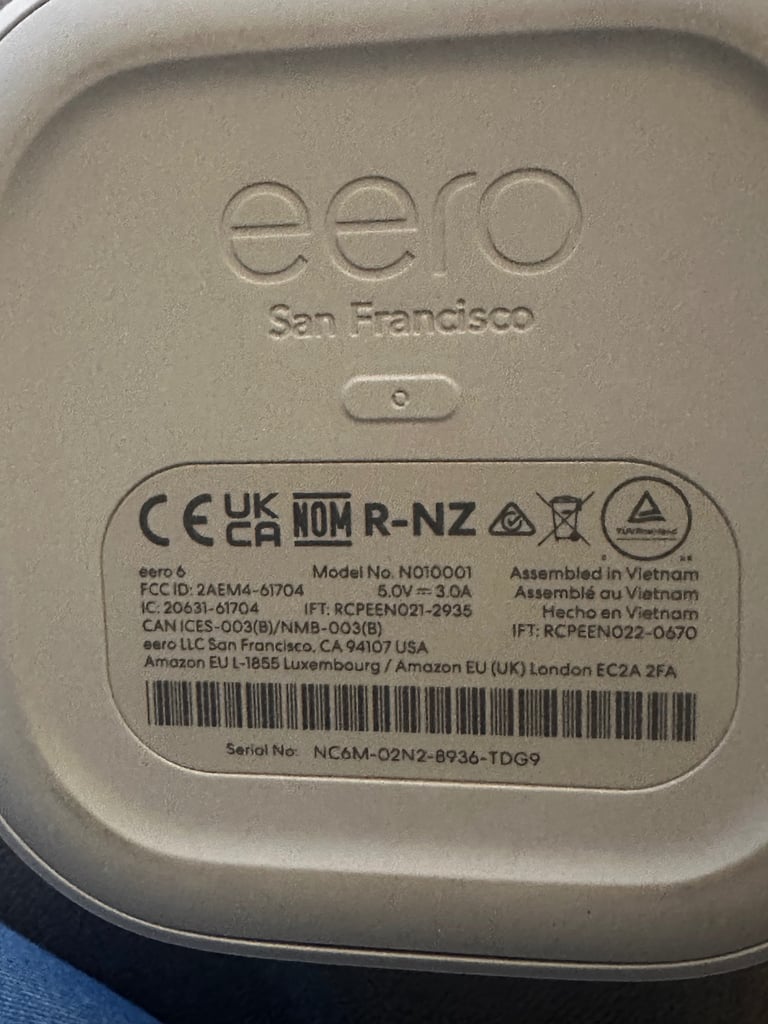 eero
San Francisco
CE UK CA NOM R-NZ
TÜVRheinland
eero 6 Model No. N010001 Assembled in Vietnam
FCC ID: 2AEM4-61704 5.0V ⎓ 3.0A Assemblé au Vietnam
IC: 20631-61704 IFT: RCPEEN021-2935 Hecho en Vietnam
CAN ICES-003(B)/NMB-003(B) IFT: RCPEEN022-0670
eero LLC San Francisco, CA 94107 USA
Amazon EU L-1855 Luxembourg / Amazon EU (UK) London EC2A 2FA
Serial No: NC6M-02N2-8936-TDG9